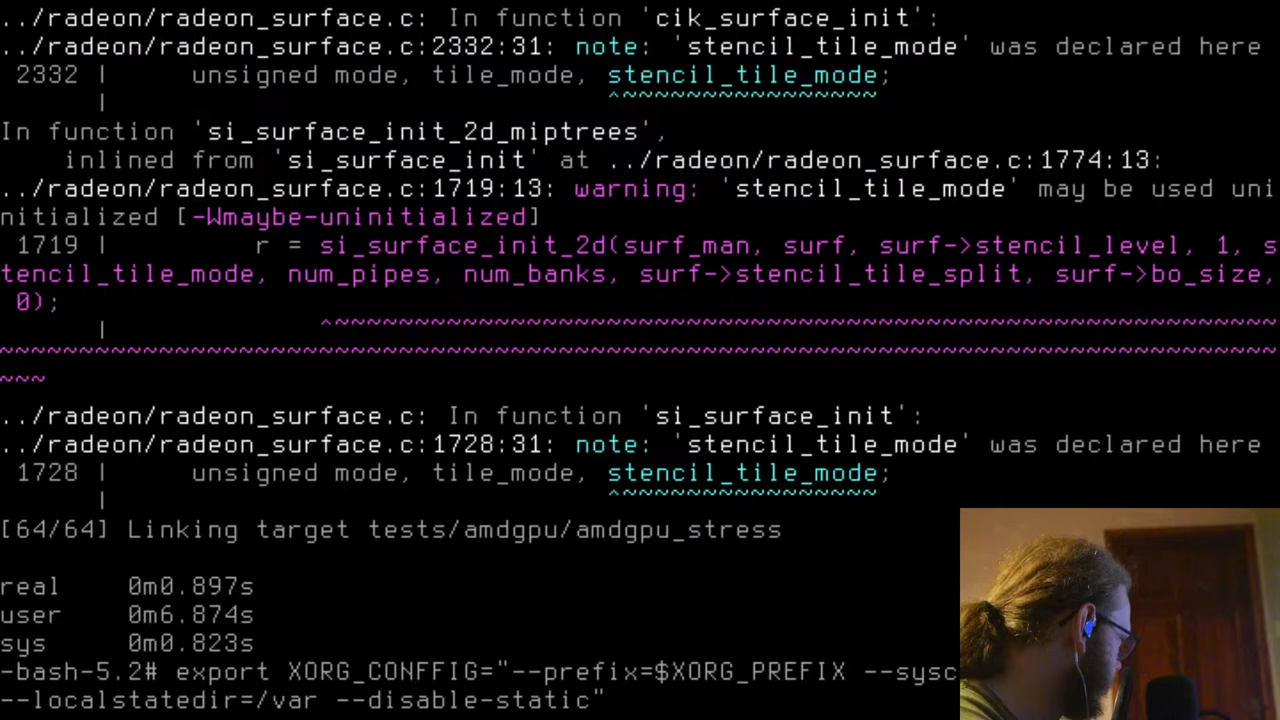 ../radeon/radeon_surface.c: In function 'cik_surface_init':
../radeon/radeon_surface.c:2332:31: note: 'stencil_tile_mode' was declared here
 2332 |     unsigned mode, tile_mode, stencil_tile_mode;
      |                               ^~~~~~~~~~~~~~~~~
In function 'si_surface_init_2d_miptrees',
    inlined from 'si_surface_init' at ../radeon/radeon_surface.c:1774:13:
../radeon/radeon_surface.c:1719:13: warning: 'stencil_tile_mode' may be used uni
nitialized [-Wmaybe-uninitialized]
 1719 |         r = si_surface_init_2d(surf_man, surf, surf->stencil_level, 1, s
tencil_tile_mode, num_pipes, num_banks, surf->stencil_tile_split, surf->bo_size,
 0);
      |             ^~~~~~~~~~~~~~~~~~~~~~~~~~~~~~~~~~~~~~~~~~~~~~~~~~~~~~~~~~~
~~~~~~~~~~~~~~~~~~~~~~~~~~~~~~~~~~~~~~~~~~~~~~~~~~~~~~~~~~~~~~~~~~~~~~~~~~~~~~~~
~~~
../radeon/radeon_surface.c: In function 'si_surface_init':
../radeon/radeon_surface.c:1728:31: note: 'stencil_tile_mode' was declared here
 1728 |     unsigned mode, tile_mode, stencil_tile_mode;
      |                               ^~~~~~~~~~~~~~~~~
[64/64] Linking target tests/amdgpu/amdgpu_stress
real    0m0.897s
user    0m6.874s
sys     0m0.823s
-bash-5.2# export XORG_CONFFIG="--prefix=$XORG_PREFIX --sysc
--localstatedir=/var --disable-static"